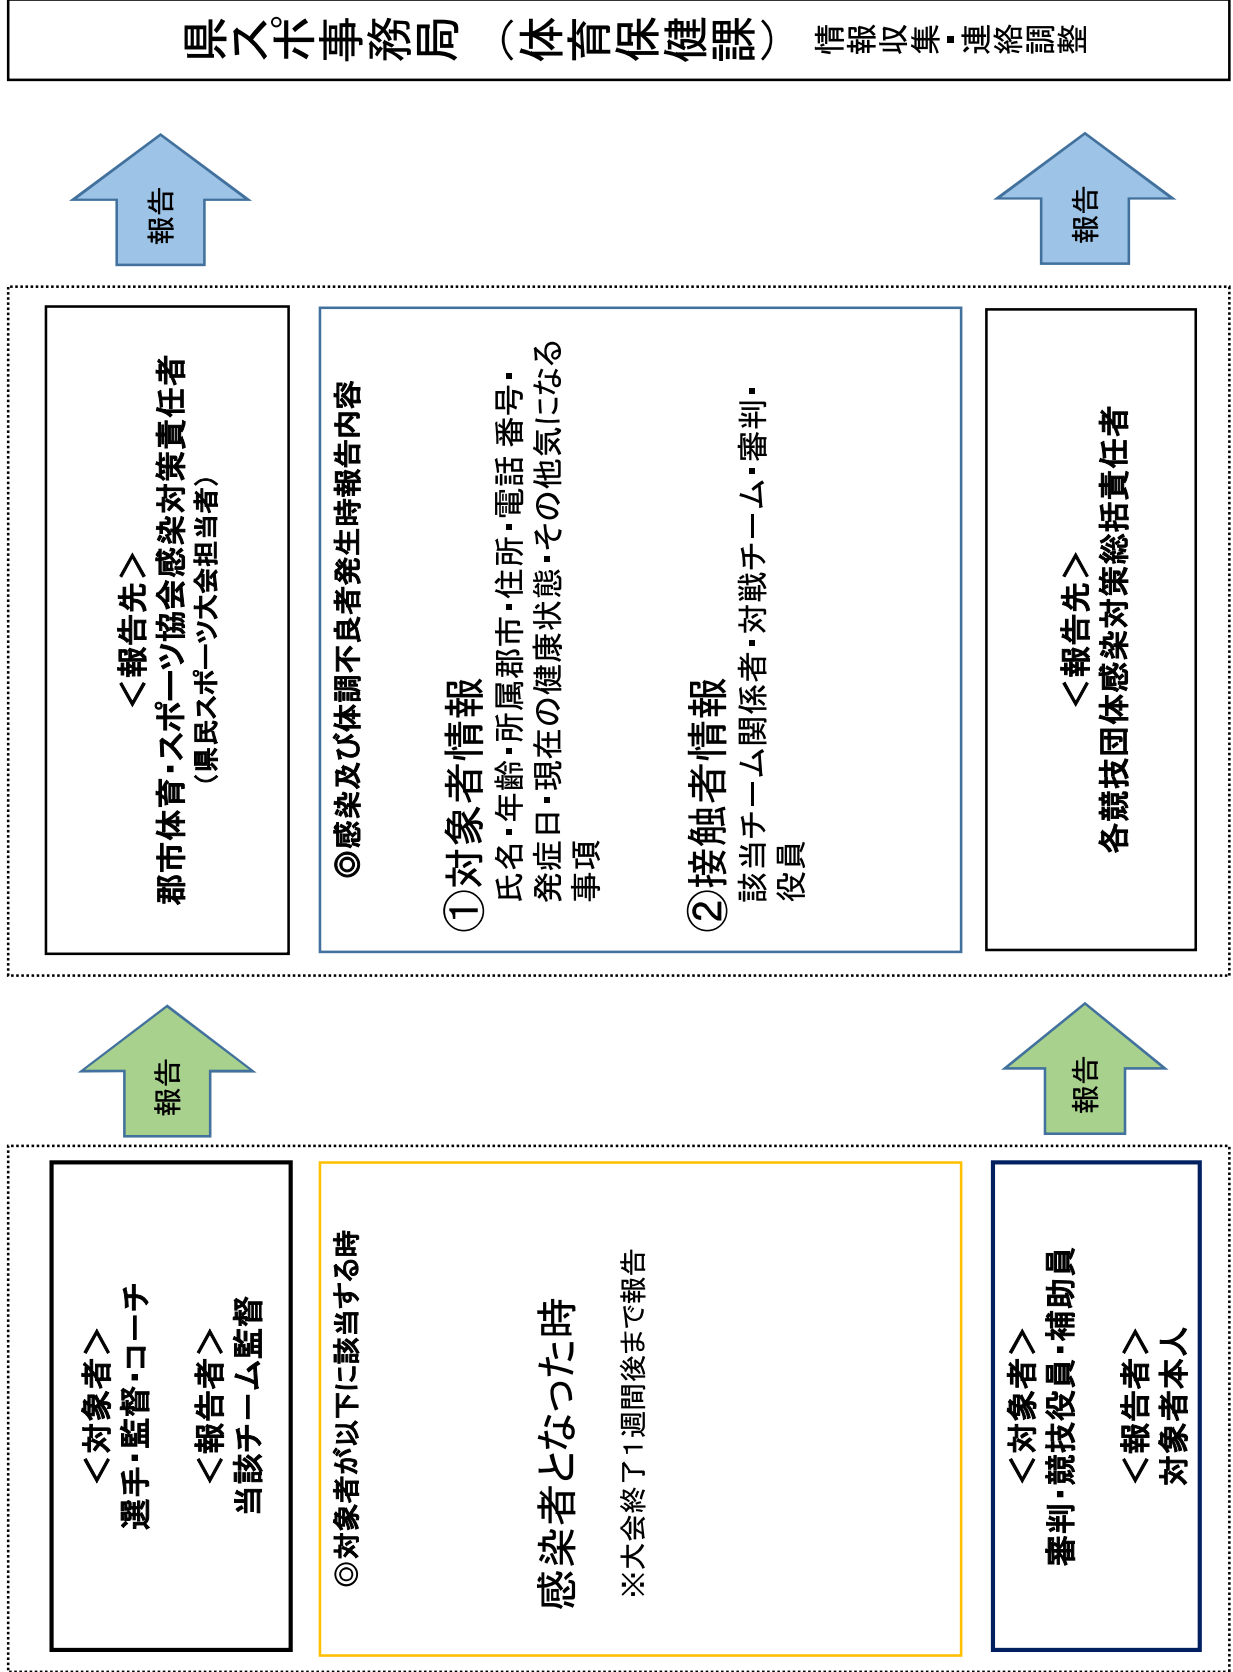 県スポ事務局 （体育保健課） 情報収集・連絡調整
報告
報告
＜報告先＞
郡市体育・スポーツ協会感染対策責任者
（県民スポーツ大会担当者）
◎感染及び体調不良者発生時報告内容
①対象者情報
氏名・年齢・所属郡市・住所・電話 番号・
発症日・現在の健康状態・その他気になる
事項
②接触者情報
該当チーム関係者・対戦チーム・審判・
役員
＜報告先＞
各競技団体感染対策総括責任者
報告
報告
＜対象者＞
選手・監督・コーチ
＜報告者＞
当該チーム監督
◎対象者が以下に該当する時
感染者となった時
※大会終了１週間後まで報告
＜対象者＞
審判・競技役員・補助員
＜報告者＞
対象者本人